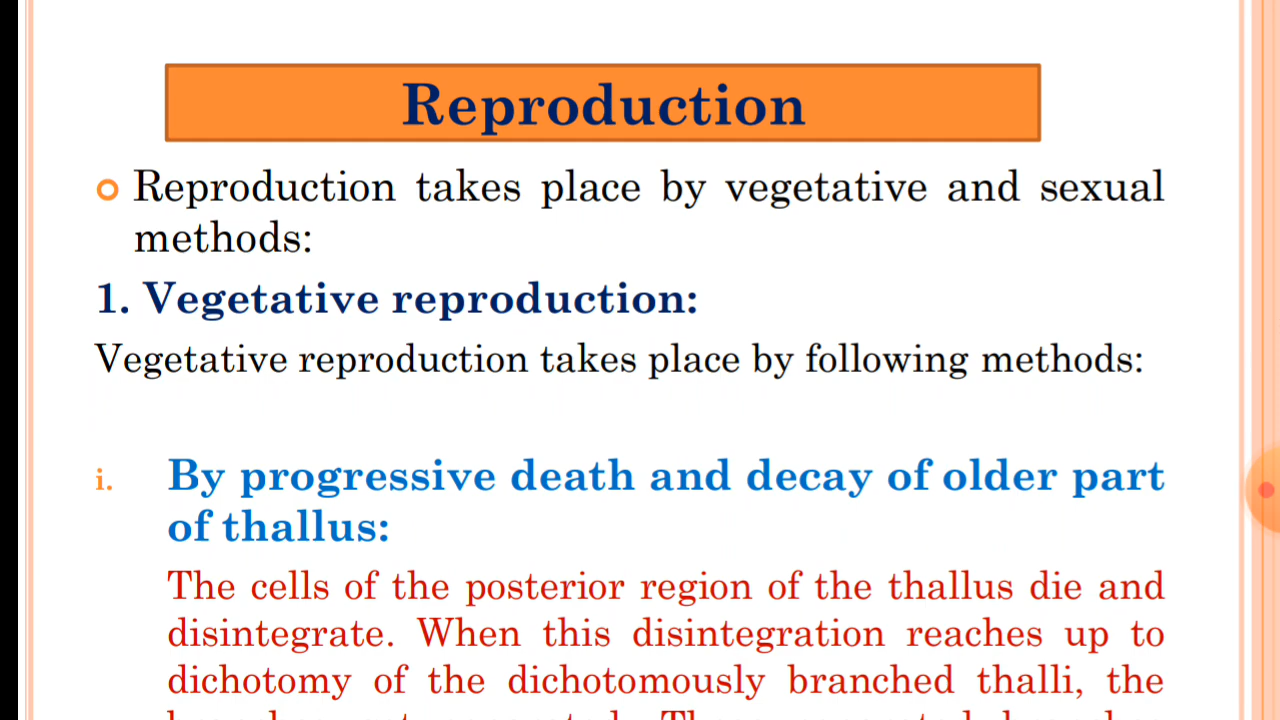 Reproduction
Reproduction takes place by vegetative and sexual
methods:
1. Vegetative reproduction:
Vegetative reproduction takes place by following methods:
i. By progressive death and decay of older part
of thallus:
The cells of the posterior region of the thallus die and
disintegrate. When this disintegration reaches up to
dichotomy of the dichotomously branched thalli, the